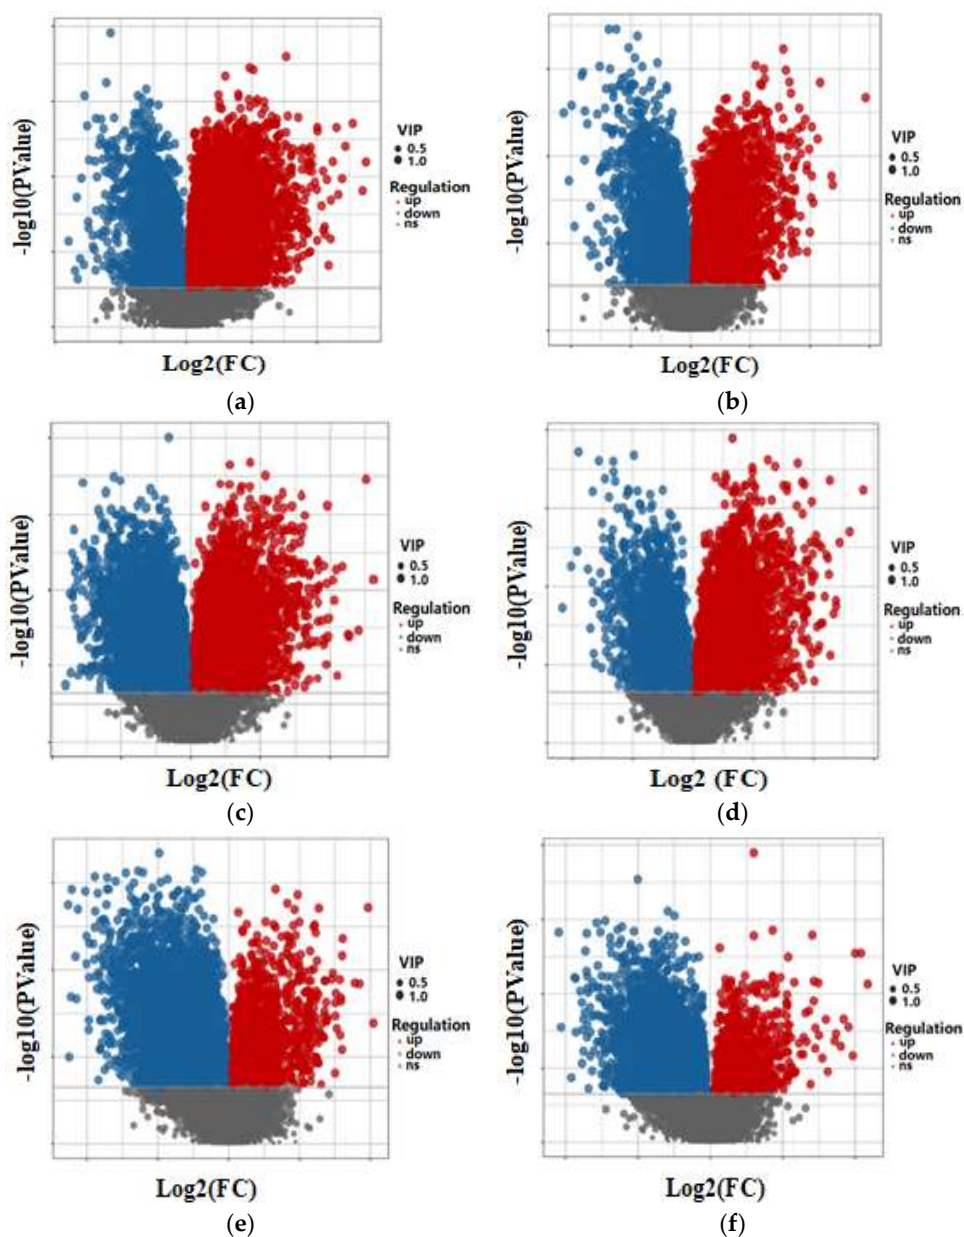 -log10(PValue)
VIP
0.5
1.0
Regulation
up
down
ns
Log2(FC)
(a)
-log10(PValue)
VIP
0.5
1.0
Regulation
up
down
ns
Log2(FC)
(b)
-log10(PValue)
VIP
0.5
1.0
Regulation
up
down
ns
Log2(FC)
(c)
-log10(PValue)
VIP
0.5
1.0
Regulation
up
down
ns
Log2 (FC)
(d)
-log10(PValue)
VIP
0.5
1.0
Regulation
up
down
ns
Log2(FC)
(e)
-log10(PValue)
VIP
0.5
1.0
Regulation
up
down
ns
Log2(FC)
(f)